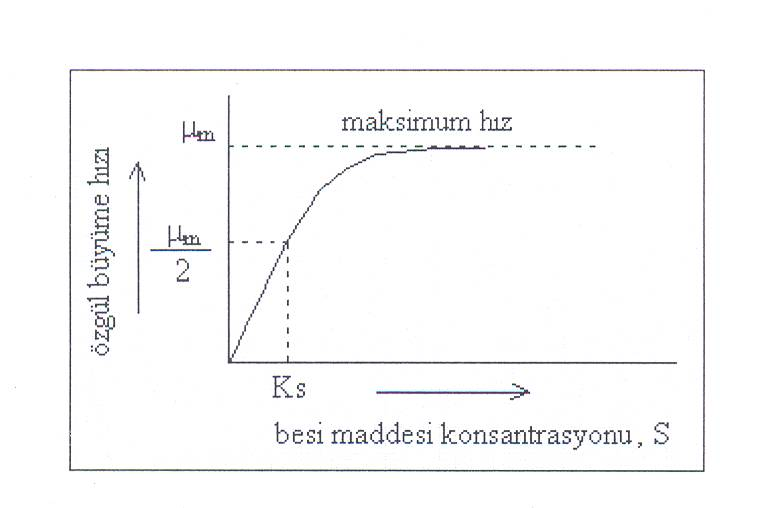 maksimum hız
μm
özgül büyüme hızı
μm
2
Ks
besi maddesi konsantrasyonu, S